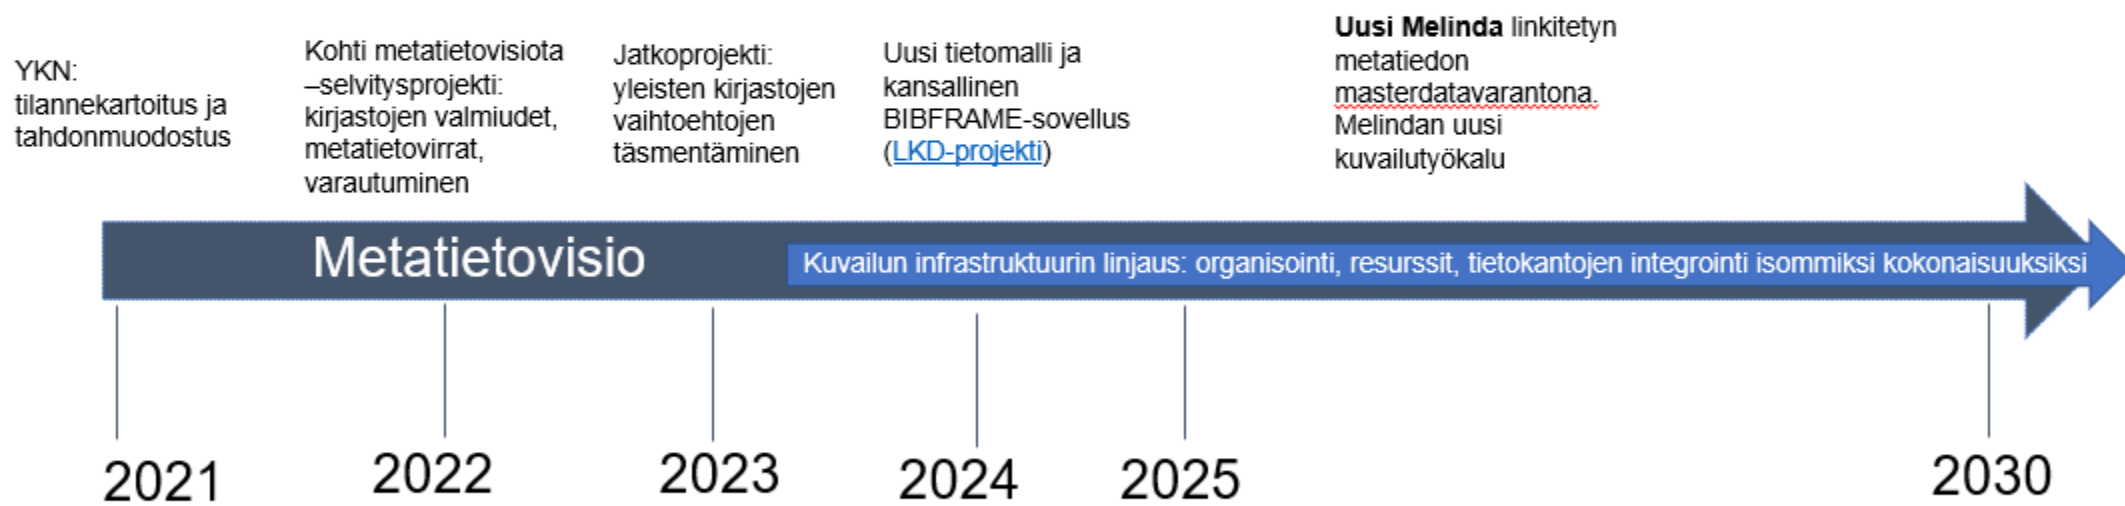 YKN:
tilannekartoitus ja
tahdonmuodostus
Kohti metatietovisiota
–selvitysprojekti:
kirjastojen valmiudet,
metatietovirrat,
varautuminen
Jatkoprojekti:
yleisten kirjastojen
vaihtoehtojen
täsmentäminen
Uusi tietomalli ja
kansallinen
BIBFRAME-sovellus
(LKD-projekti)
Uusi Melinda linkitetyn
metatiedon
masterdatavarantona.
Melindan uusi
kuvailutyökalu
Metatietovisio
Kuvailun infrastruktuurin linjaus: organisointi, resurssit, tietokantojen integrointi isommiksi kokonaisuuksiksi
2021
2022
2023
2024
2025
2030